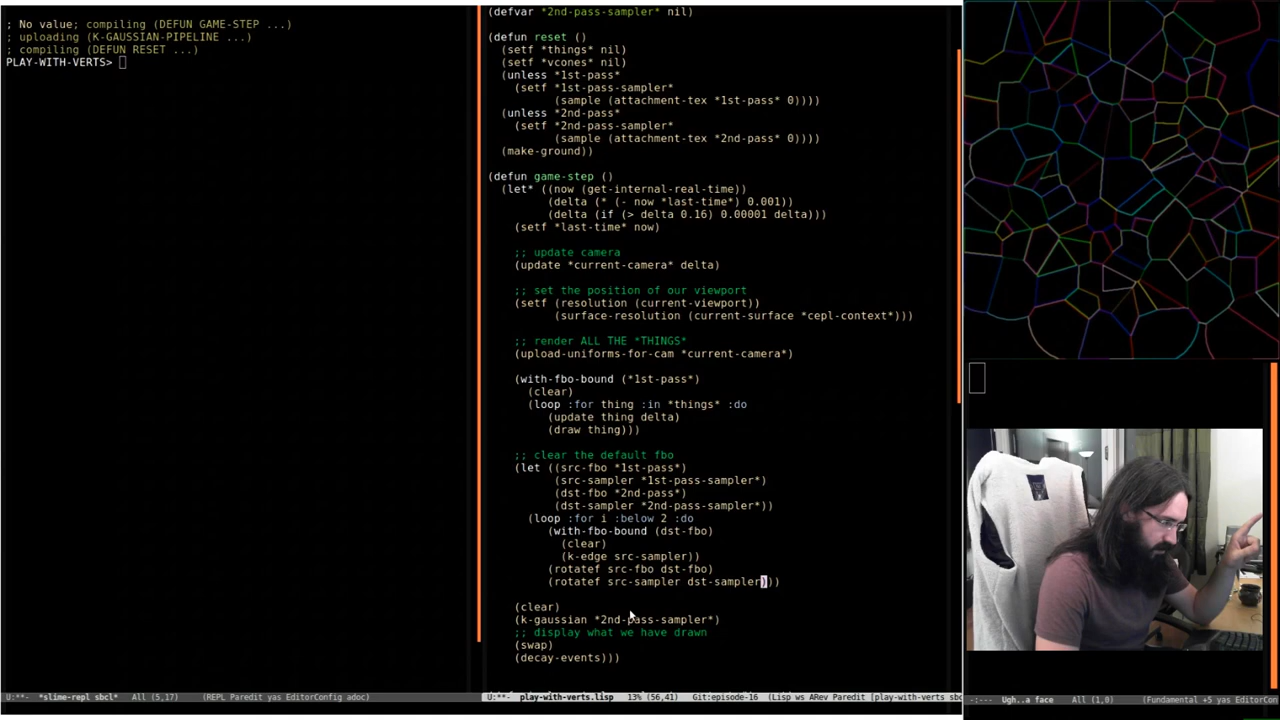 ; No value; compiling (DEFUN GAME-STEP ...)
; uploading (K-GAUSSIAN-PIPELINE ...)
; compiling (DEFUN RESET ...)
PLAY-WITH-VERTS>
U:**-  *slime-repl sbcl*   All (5,17)     (REPL Paredit yas EditorConfig adoc)
(defvar *2nd-pass-sampler* nil)
(defun reset ()
  (setf *things* nil)
  (setf *vcones* nil)
  (unless *1st-pass*
    (setf *1st-pass-sampler*
          (sample (attachment-tex *1st-pass* 0))))
  (unless *2nd-pass*
    (setf *2nd-pass-sampler*
          (sample (attachment-tex *2nd-pass* 0))))
  (make-ground))
(defun game-step ()
  (let* ((now (get-internal-real-time))
         (delta (* (- now *last-time*) 0.001))
         (delta (if (> delta 0.16) 0.00001 delta)))
    (setf *last-time* now)
    ;; update camera
    (update *current-camera* delta)
    ;; set the position of our viewport
    (setf (resolution (current-viewport))
          (surface-resolution (current-surface *cepl-context*)))
    ;; render ALL THE *THINGS*
    (upload-uniforms-for-cam *current-camera*)
    (with-fbo-bound (*1st-pass*)
      (clear)
      (loop :for thing :in *things* :do
         (update thing delta)
         (draw thing)))
    ;; clear the default fbo
    (let ((src-fbo *1st-pass*)
          (src-sampler *1st-pass-sampler*)
          (dst-fbo *2nd-pass*)
          (dst-sampler *2nd-pass-sampler*))
      (loop :for i :below 2 :do
         (with-fbo-bound (dst-fbo)
           (clear)
           (k-edge src-sampler))
         (rotatef src-fbo dst-fbo)
         (rotatef src-sampler dst-sampler)))
    (clear)
    (k-gaussian *2nd-pass-sampler*)
    ;; display what we have drawn
    (swap)
    (decay-events)))
U:**-  play-with-verts.lisp   13% (56,41)    Git:episode-16  (Lisp ws ARev Paredit [play-with-verts sbc
-:---  Ugh..a face    All (1,0)     (Fundamental +5 yas EditorCon